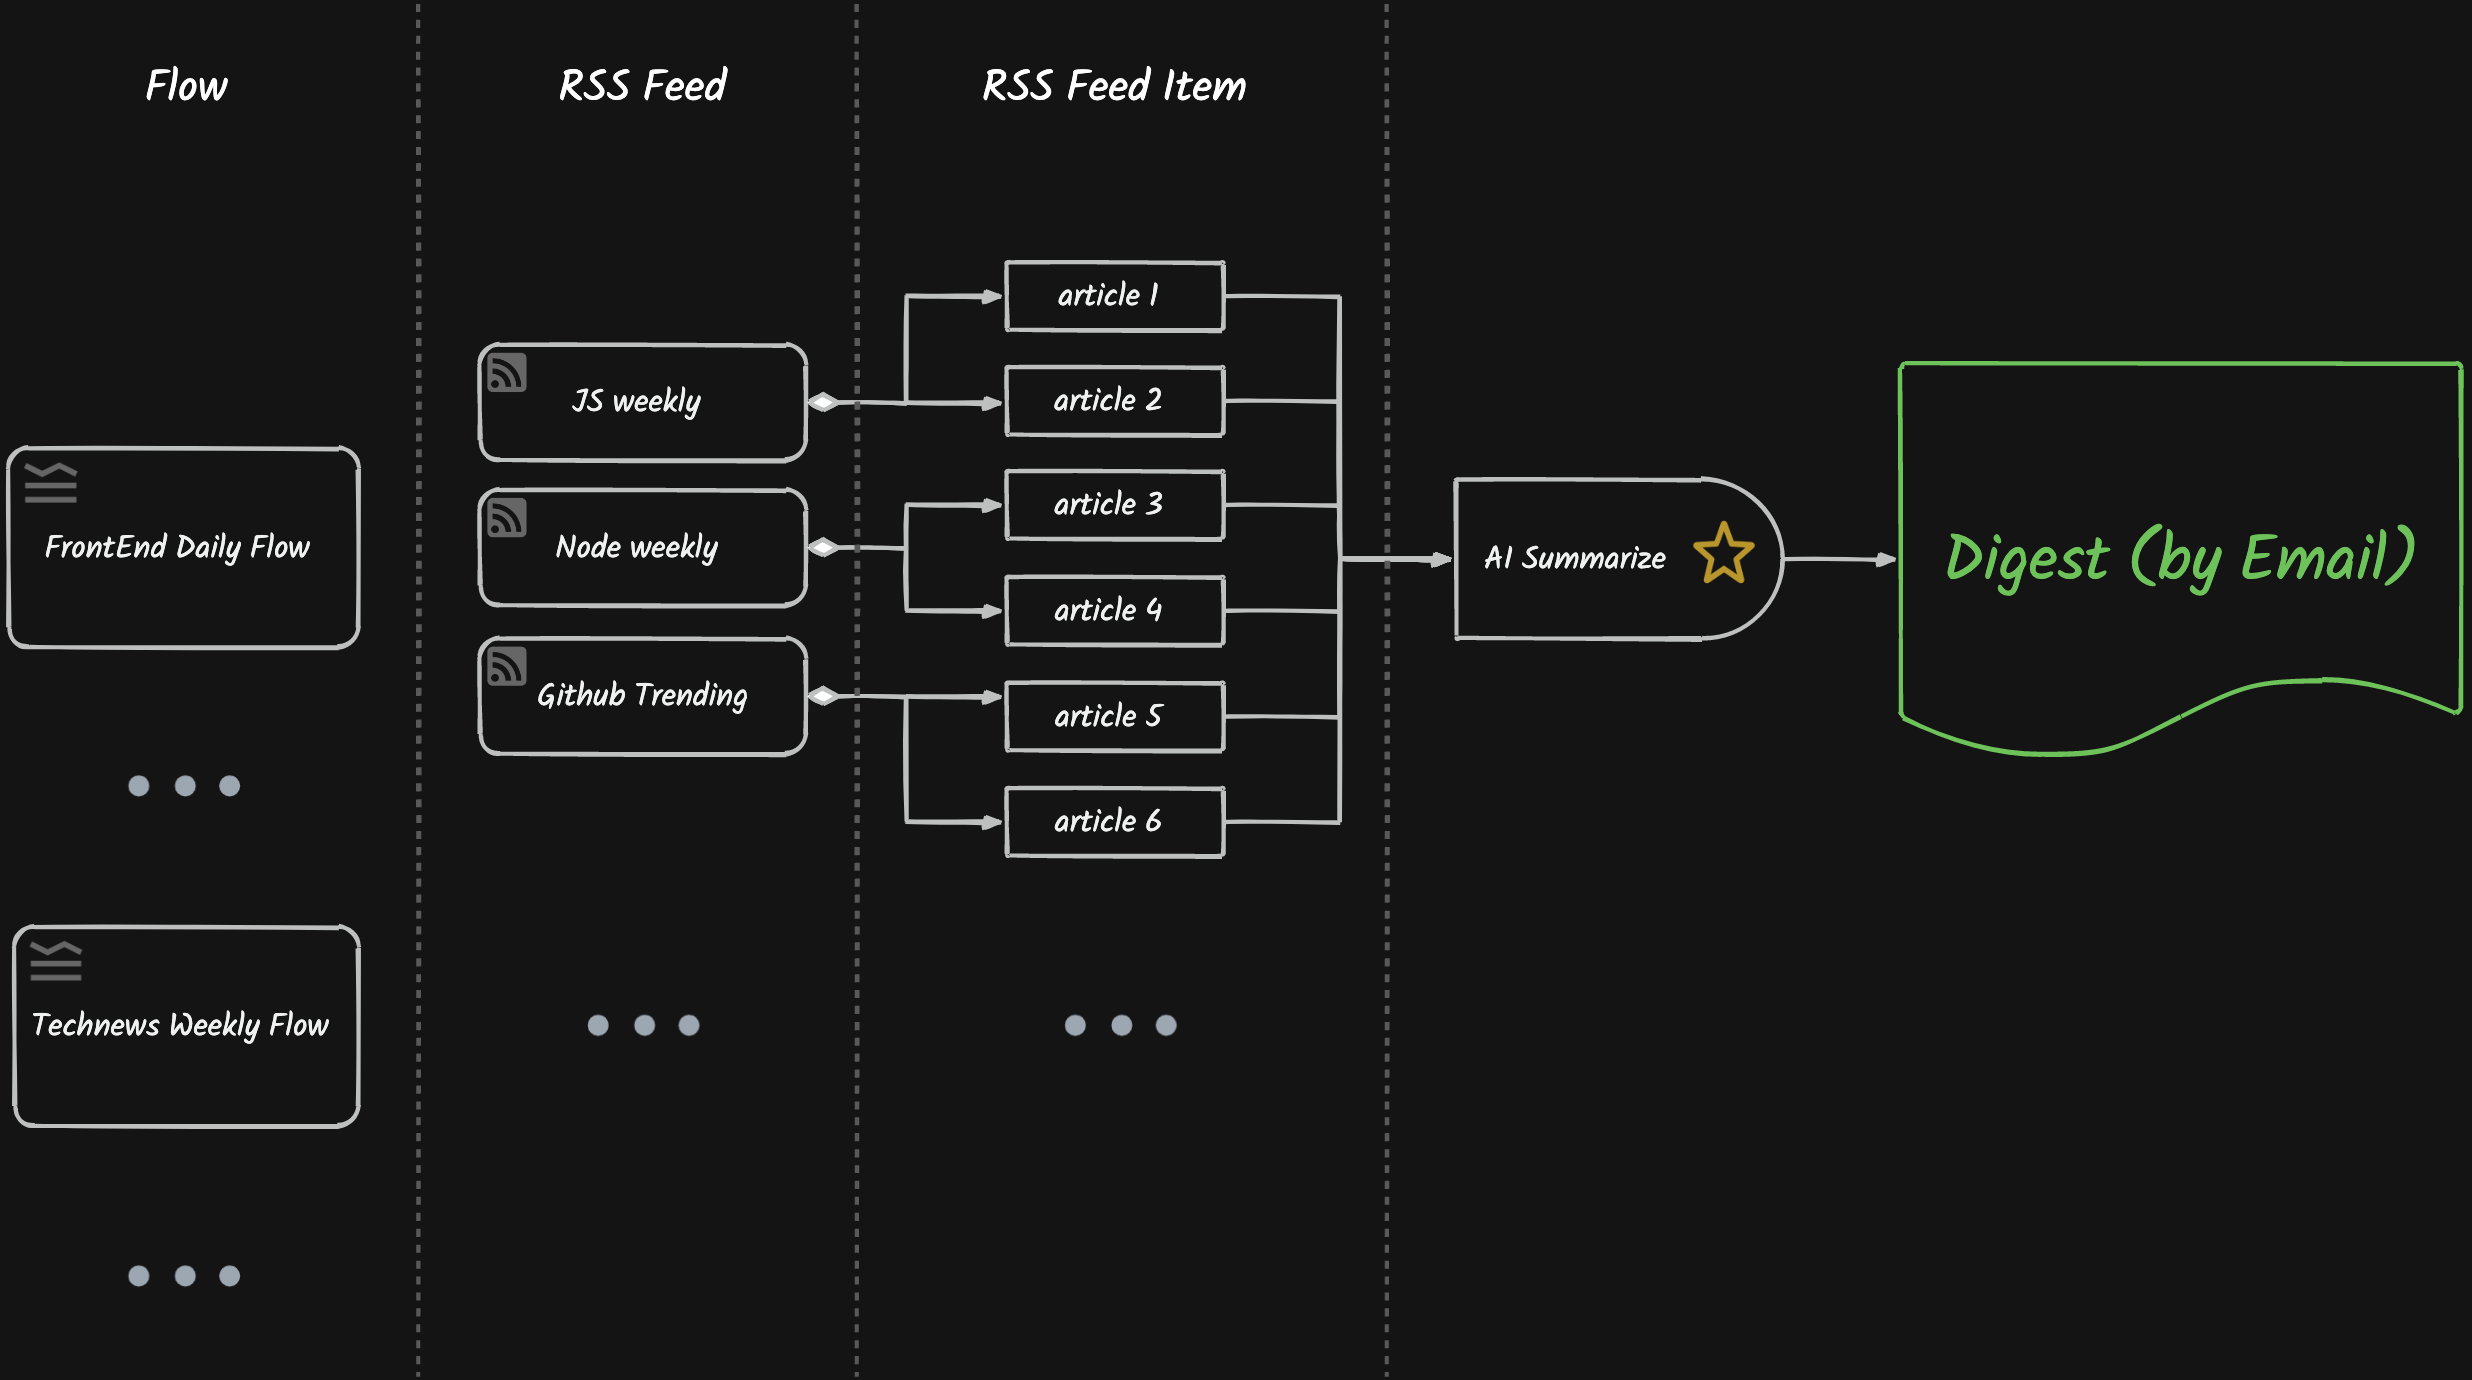 Flow
RSS Feed
RSS Feed Item
FrontEnd Daily Flow
Technews Weekly Flow
JS weekly
Node weekly
Github Trending
article 1
article 2
article 3
article 4
article 5
article 6
AI Summarize
Digest (by Email)